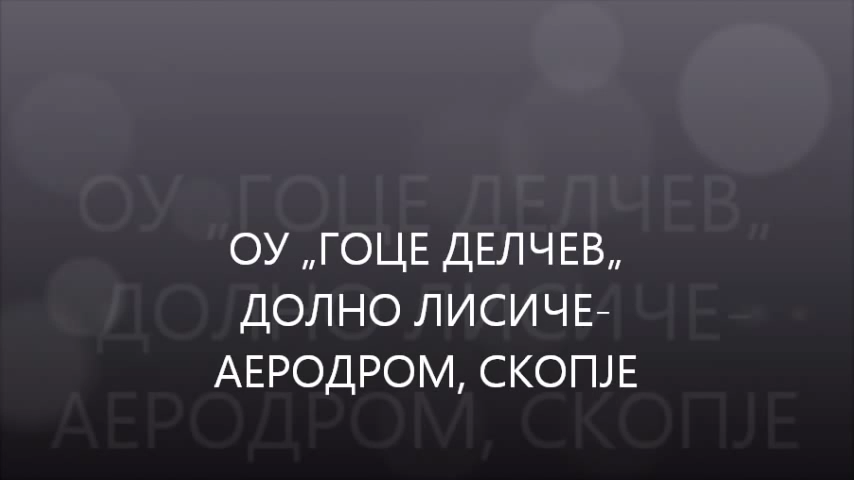 ОУ „ГОЦЕ ДЕЛЧЕВ„
ДОЛНО ЛИСИЧЕ-
АЕРОДРОМ, СКОПЈЕ